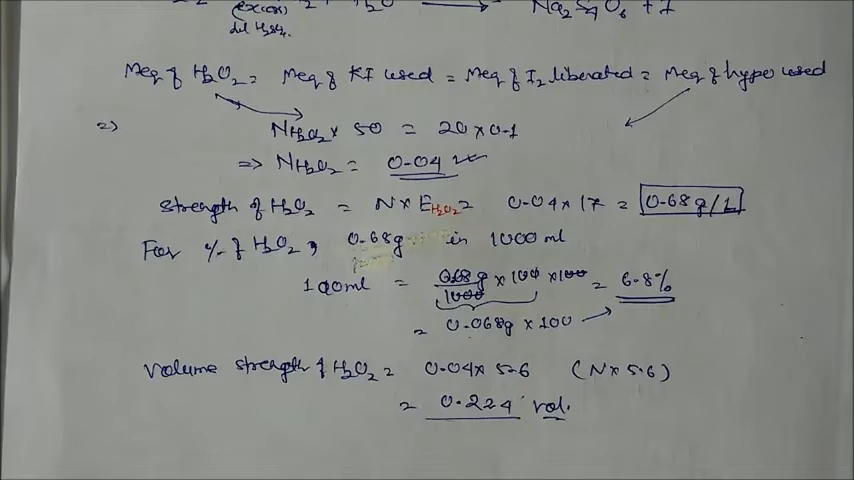 (excess) 2 + H2O → Na2S4O6 + I
dil H2SO4
Meq of H2O2 = Meq of KI used = Meq of I2 liberated = Meq of hypo used
⇒ NH2O2 × 50 = 20 × 0.1
⇒ NH2O2 = 0.04
strength of H2O2 = N × EH2O2 = 0.04 × 17 = 0.68 g/L
For % of H2O2, 0.68g in 1000 ml
100ml = 0.68g/1000 × 100 × 100 = 6.8%
= 0.068g × 100
Volume strength of H2O2 = 0.04 × 5.6 (N × 5.6)
= 0.224 vol.